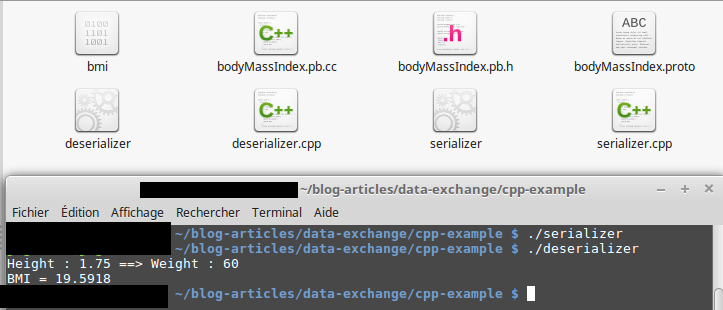 0100
1101
1001
C++
.h
ABC
bmi
bodyMassIndex.pb.cc
bodyMassIndex.pb.h
bodyMassIndex.proto
C++
C++
deserializer
deserializer.cpp
serializer
serializer.cpp
~/blog-articles/data-exchange/cpp-example
Fichier Édition Affichage Rechercher Terminal Aide
~/blog-articles/data-exchange/cpp-example $ ./serializer
~/blog-articles/data-exchange/cpp-example $ ./deserializer
Height : 1.75 ==> Weight : 60
BMI = 19.5918
~/blog-articles/data-exchange/cpp-example $